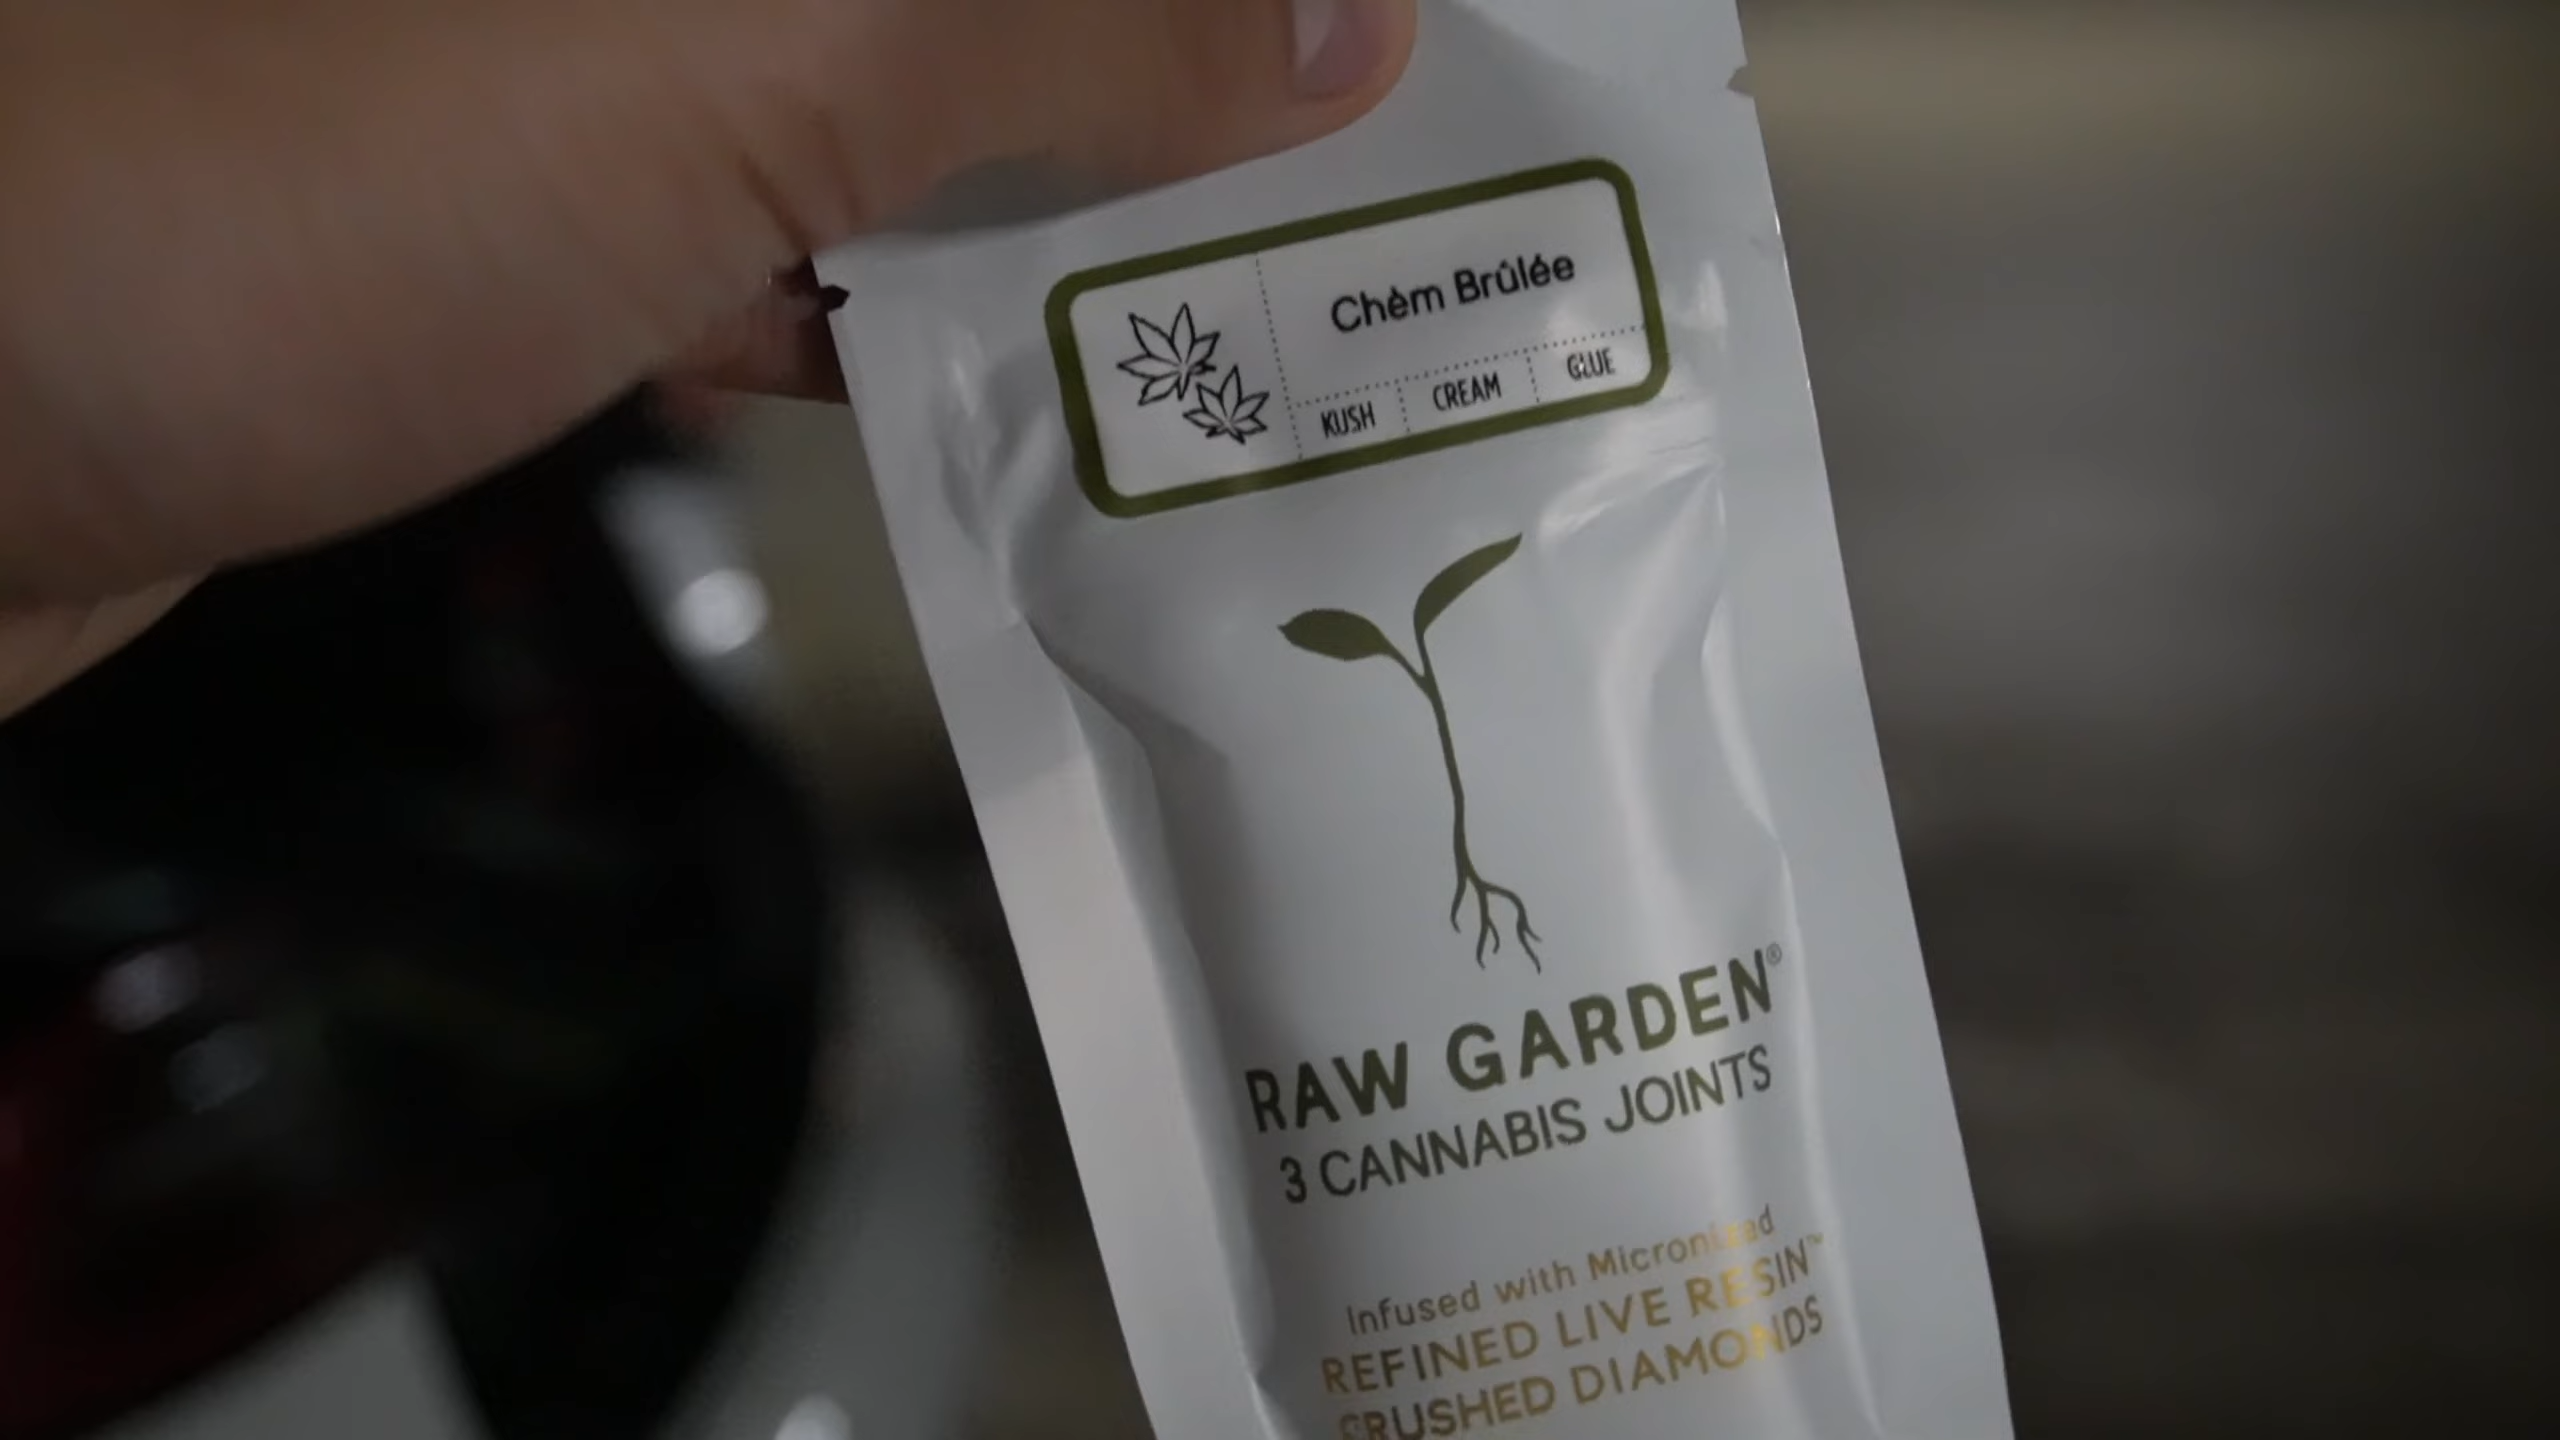 Chèm Brûlée
KUSH CREAM GLUE
RAW GARDEN®
3 CANNABIS JOINTS
Infused with Micronized
REFINED LIVE RESIN™
CRUSHED DIAMONDS